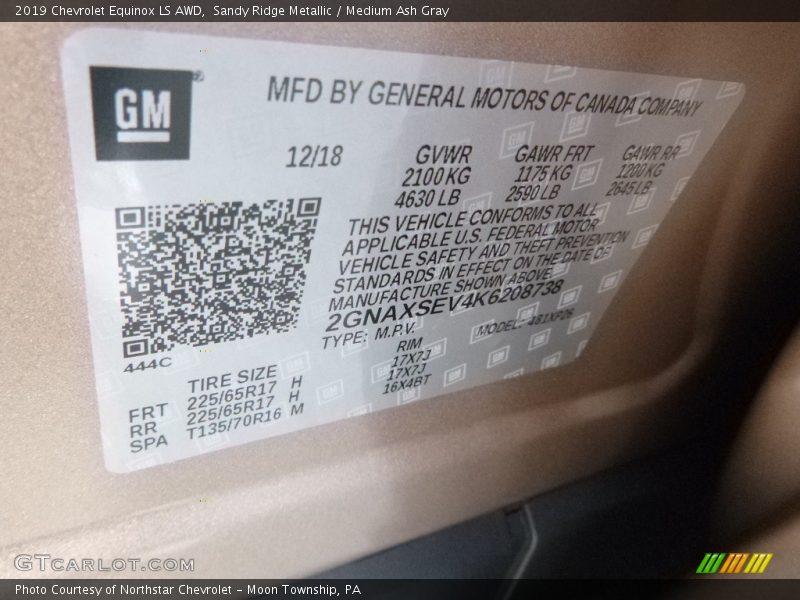 2019 Chevrolet Equinox LS AWD, Sandy Ridge Metallic / Medium Ash Gray
GM ®
MFD BY GENERAL MOTORS OF CANADA COMPANY
12/18 GVWR GAWR FRT GAWR RR
2100 KG 1175 KG 1200 KG
4630 LB 2590 LB 2645 LB
THIS VEHICLE CONFORMS TO ALL
APPLICABLE U.S. FEDERAL MOTOR
VEHICLE SAFETY AND THEFT PREVENTION
STANDARDS IN EFFECT ON THE DATE OF
MANUFACTURE SHOWN ABOVE
2GNAXSEV4K6208738
TYPE: M.P.V. MODEL: 481XP26
444C
TIRE SIZE RIM
FRT 225/65R17 H 17X7J
RR 225/65R17 H 17X7J
SPA T135/70R16 M 16X4BT
GTCARLOT.COM
Photo Courtesy of Northstar Chevrolet - Moon Township, PA